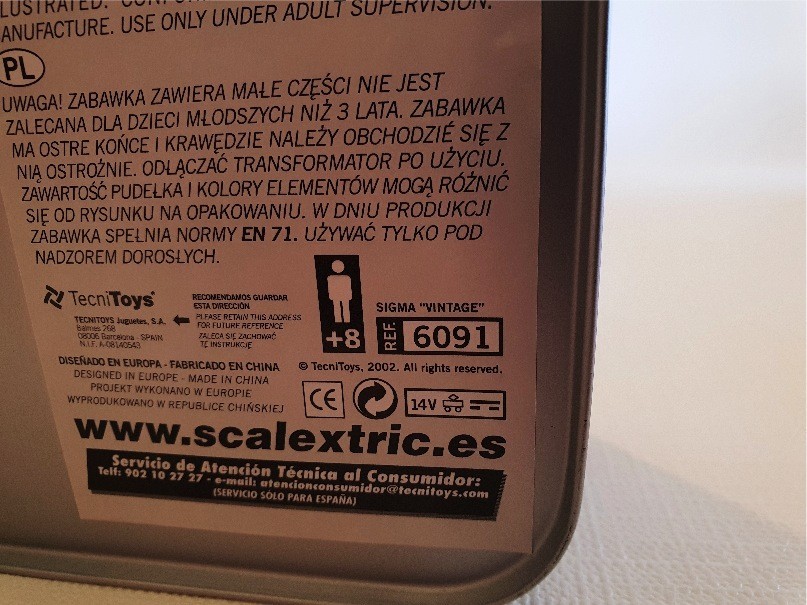 LUSTRATED.
ANUFACTURE. USE ONLY UNDER ADULT SUPERVISION.
PL
UWAGA! ZABAWKA ZAWIERA MAŁE CZĘŚCI NIE JEST
ZALECANA DLA DZIECI MŁODSZYCH NIŻ 3 LATA. ZABAWKA
MA OSTRE KOŃCE I KRAWĘDZIE NALEŻY OBCHODZIĆ SIĘ Z
NIĄ OSTROŻNIE. ODŁĄCZAĆ TRANSFORMATOR PO UŻYCIU.
ZAWARTOŚĆ PUDEŁKA I KOLORY ELEMENTÓW MOGĄ RÓŻNIĆ
SIĘ OD RYSUNKU NA OPAKOWANIU. W DNIU PRODUKCJI
ZABAWKA SPEŁNIA NORMY EN 71. UŻYWAĆ TYLKO POD
NADZOREM DOROSŁYCH.
TecniToys®
TECNITOYS Juguetes, S.A.
Balmes 268
08006 Barcelona - SPAIN
N.I.F. A-08140543
RECOMENDAMOS GUARDAR
ESTA DIRECCIÓN
PLEASE RETAIN THIS ADDRESS
FOR FUTURE REFERENCE
ZALECA SIĘ ZACHOWAĆ
TĘ INSTRUKCJĘ
+8
SIGMA "VINTAGE"
REF. 6091
DISEÑADO EN EUROPA - FABRICADO EN CHINA
DESIGNED IN EUROPE - MADE IN CHINA
PROJEKT WYKONANO W EUROPIE
WYPRODUKOWANO W REPUBLICE CHIŃSKIEJ
© TecniToys, 2002. All rights reserved.
CE
14V
www.scalextric.es
Servicio de Atención Técnica al Consumidor:
Telf: 902 10 27 27 - e-mail: atencionconsumidor@tecnitoys.com
(SERVICIO SÓLO PARA ESPAÑA)